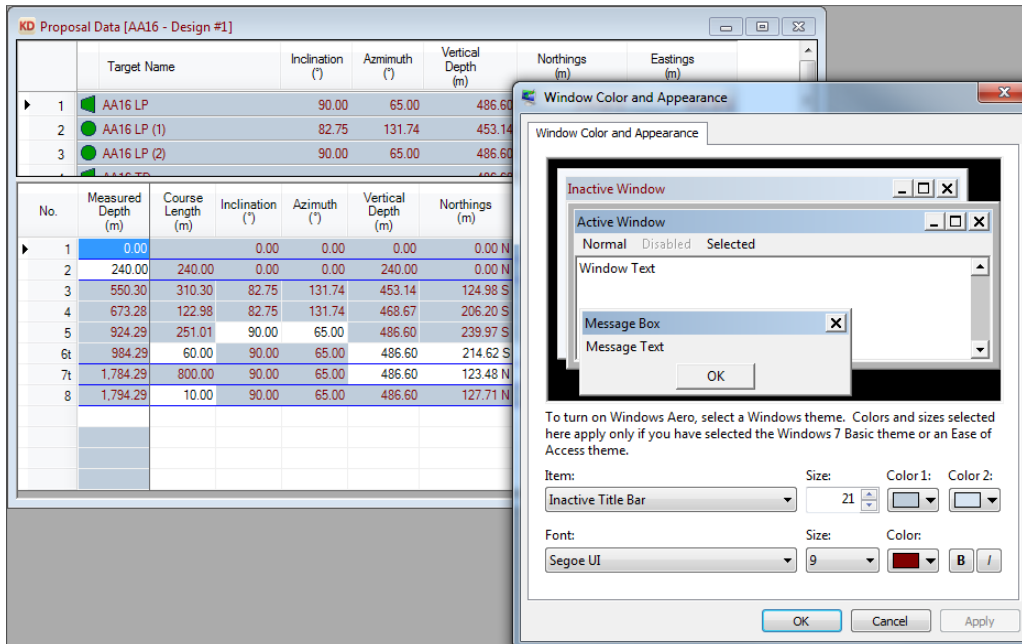 KD Proposal Data [AA16 - Design #1]
Target Name Inclination (°) Azmimuth (°) Vertical Depth (m) Northings (m) Eastings (m)
1 AA16 LP 90.00 65.00 486.60
2 AA16 LP (1) 82.75 131.74 453.14
3 AA16 LP (2) 90.00 65.00 486.60
No. Measured Depth (m) Course Length (m) Inclination (°) Azimuth (°) Vertical Depth (m) Northings (m)
1 0.00 0.00 0.00 0.00 0.00 N
2 240.00 240.00 0.00 0.00 240.00 0.00 N
3 550.30 310.30 82.75 131.74 453.14 124.98 S
4 673.28 122.98 82.75 131.74 468.67 206.20 S
5 924.29 251.01 90.00 65.00 486.60 239.97 S
6t 984.29 60.00 90.00 65.00 486.60 214.62 S
7t 1,784.29 800.00 90.00 65.00 486.60 123.48 N
8 1,794.29 10.00 90.00 65.00 486.60 127.71 N
Window Color and Appearance
Window Color and Appearance
Inactive Window
Active Window
Normal Disabled Selected
Window Text
Message Box
Message Text
OK
To turn on Windows Aero, select a Windows theme. Colors and sizes selected
here apply only if you have selected the Windows 7 Basic theme or an Ease of
Access theme.
Item: Size: Color 1: Color 2:
Inactive Title Bar 21
Font: Size: Color:
Segoe UI 9 B I
OK Cancel Apply